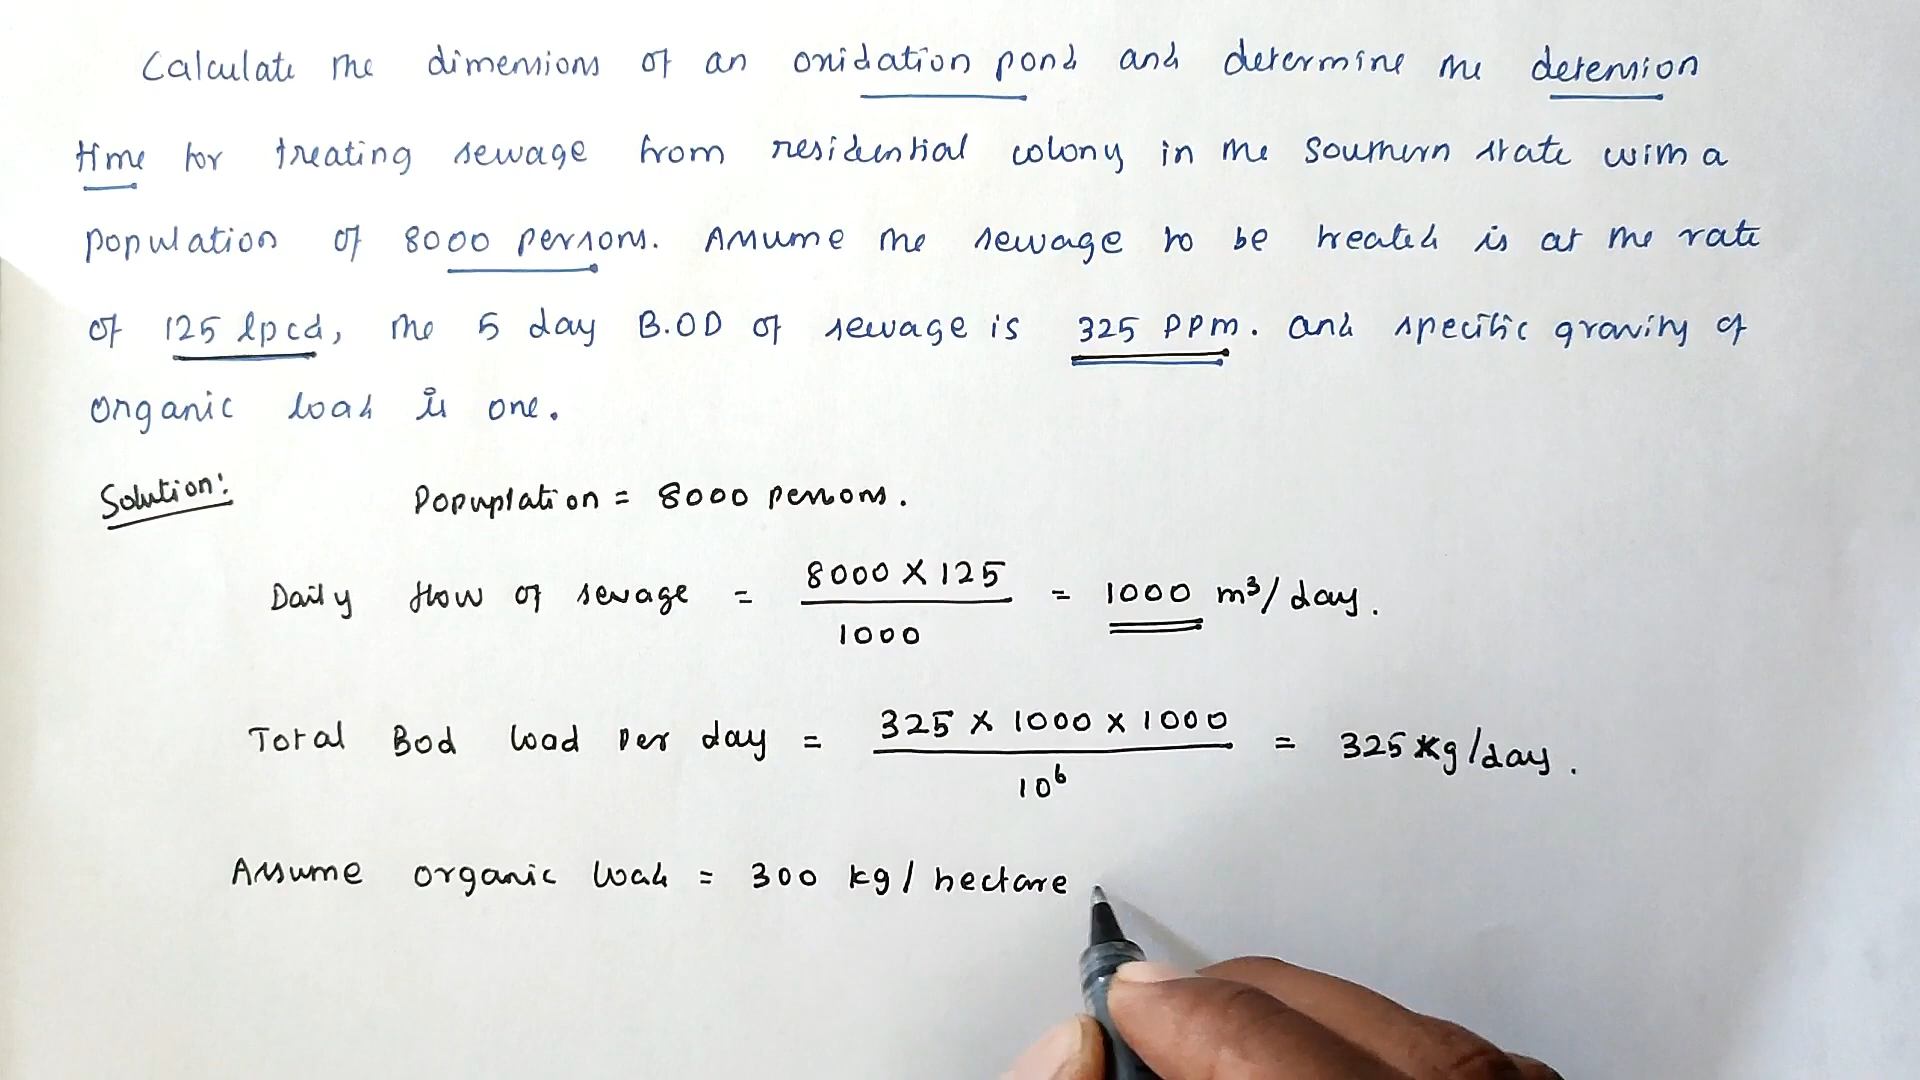 Calculate the dimensions of an oxidation pond and determine the detension
time for treating sewage from residential colony in the southern state with a
population of 8000 persons. Assume the sewage to be treated is at the rate
of 125 lpcd, the 5 day B.OD of sewage is 325 PPm. and specific gravity of
organic load is one.
Solution:
Popuplation = 8000 persons.
Daily flow of sewage = 8000 X 125 / 1000 = 1000 m³/day.
Total Bod load Per day = 325 X 1000 x 1000 / 10⁶ = 325 kg/day.
Assume organic load = 300 kg/hectare